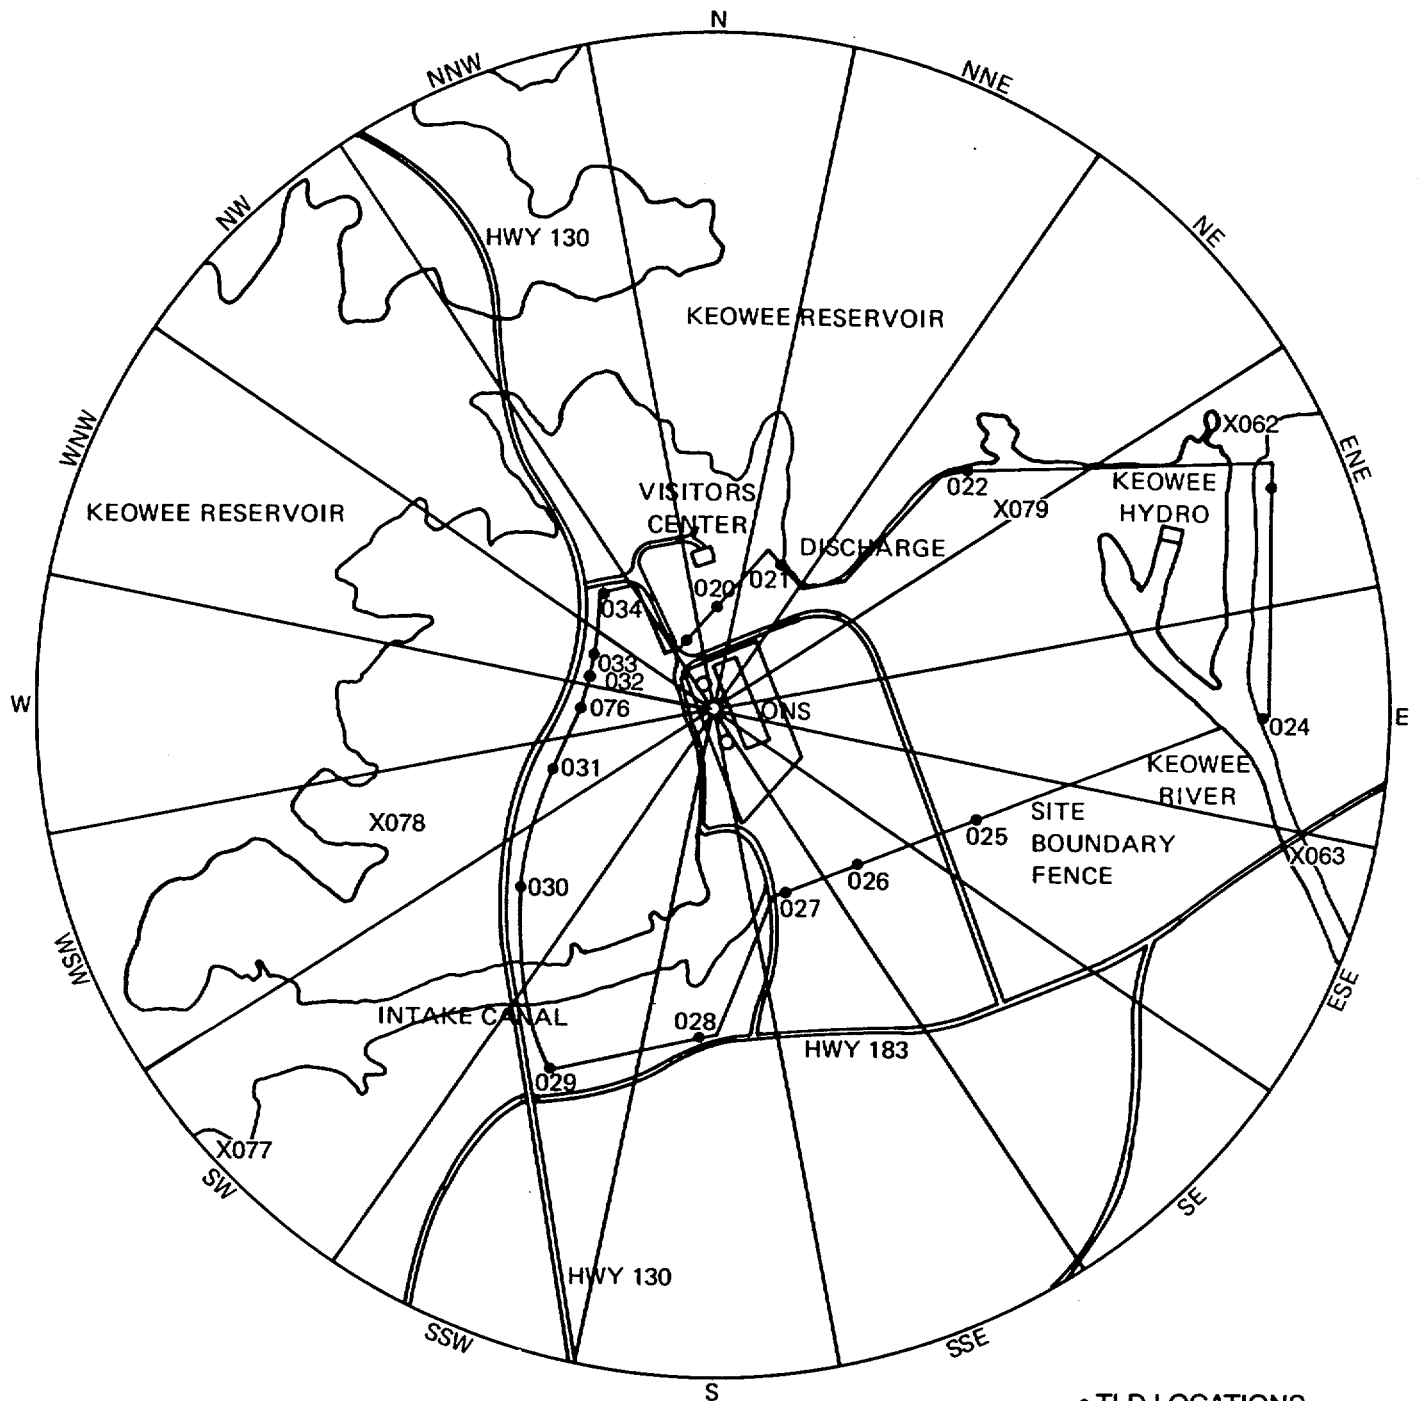 N
NNW
NNE
NW
NE
HWY 130
KEOWEE RESERVOIR
WNW
X062
ENE
VISITORS
CENTER
022
KEOWEE
HYDRO
KEOWEE RESERVOIR
X079
DISCHARGE
021
020
034
033
032
W
076
ONS
E
024
031
KEOWEE
RIVER
X078
025
SITE
BOUNDARY
FENCE
X063
026
030
027
WSW
ESE
INTAKE CANAL
028
HWY 183
029
X077
SW
SE
HWY 130
SSW
SSE
S
TLD LOCATIONS